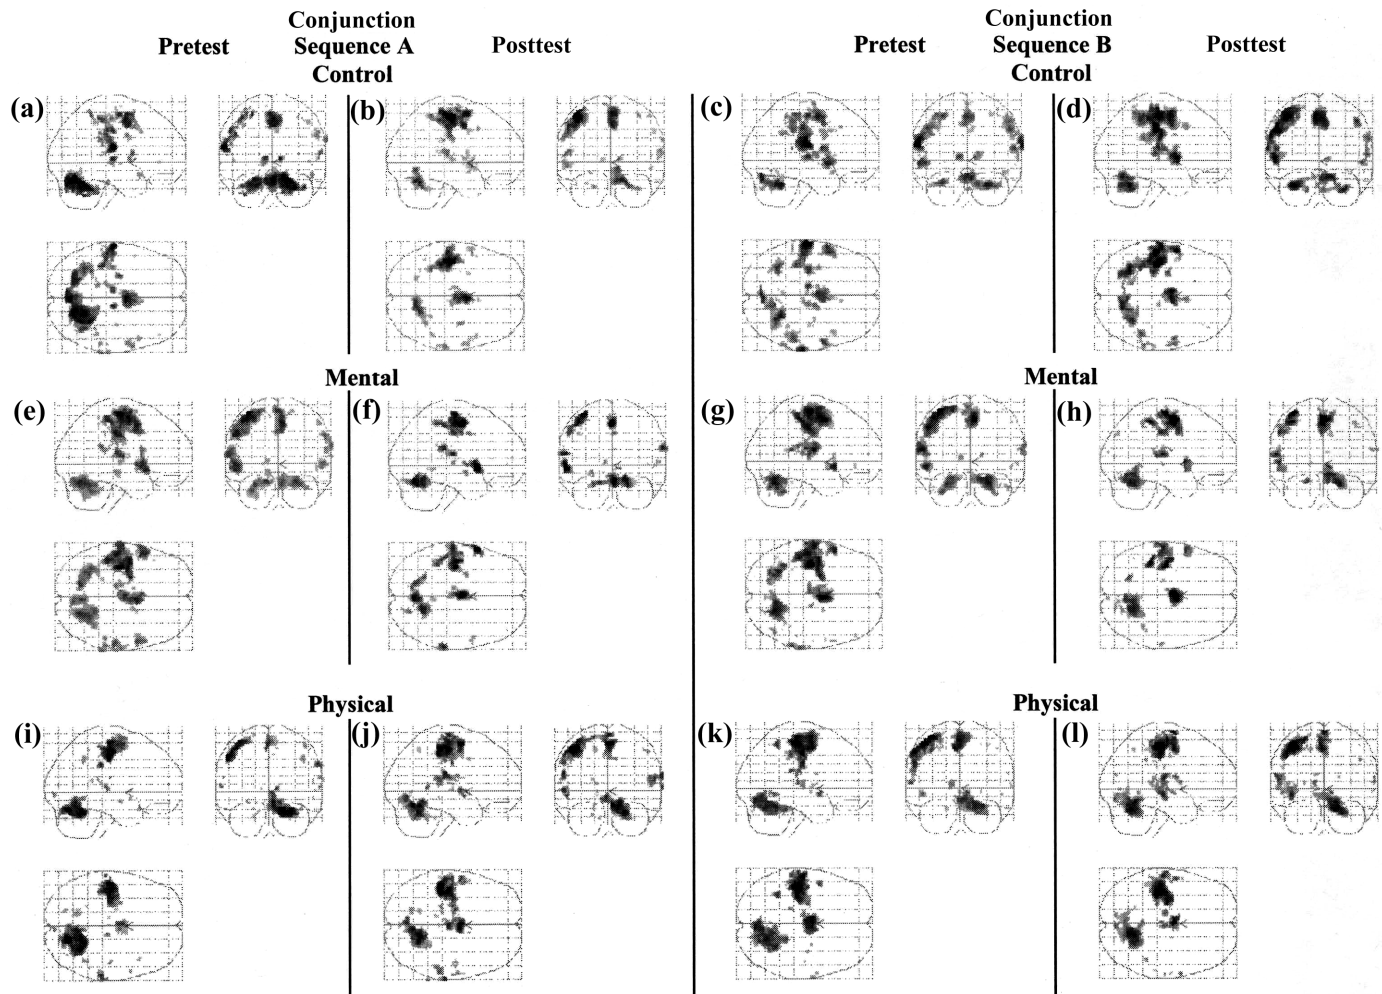 Conjunction
Pretest Sequence A Posttest
Control
(a) (b)
Mental
(e) (f)
Physical
(i) (j)
Conjunction
Pretest Sequence B Posttest
Control
(c) (d)
Mental
(g) (h)
Physical
(k) (l)